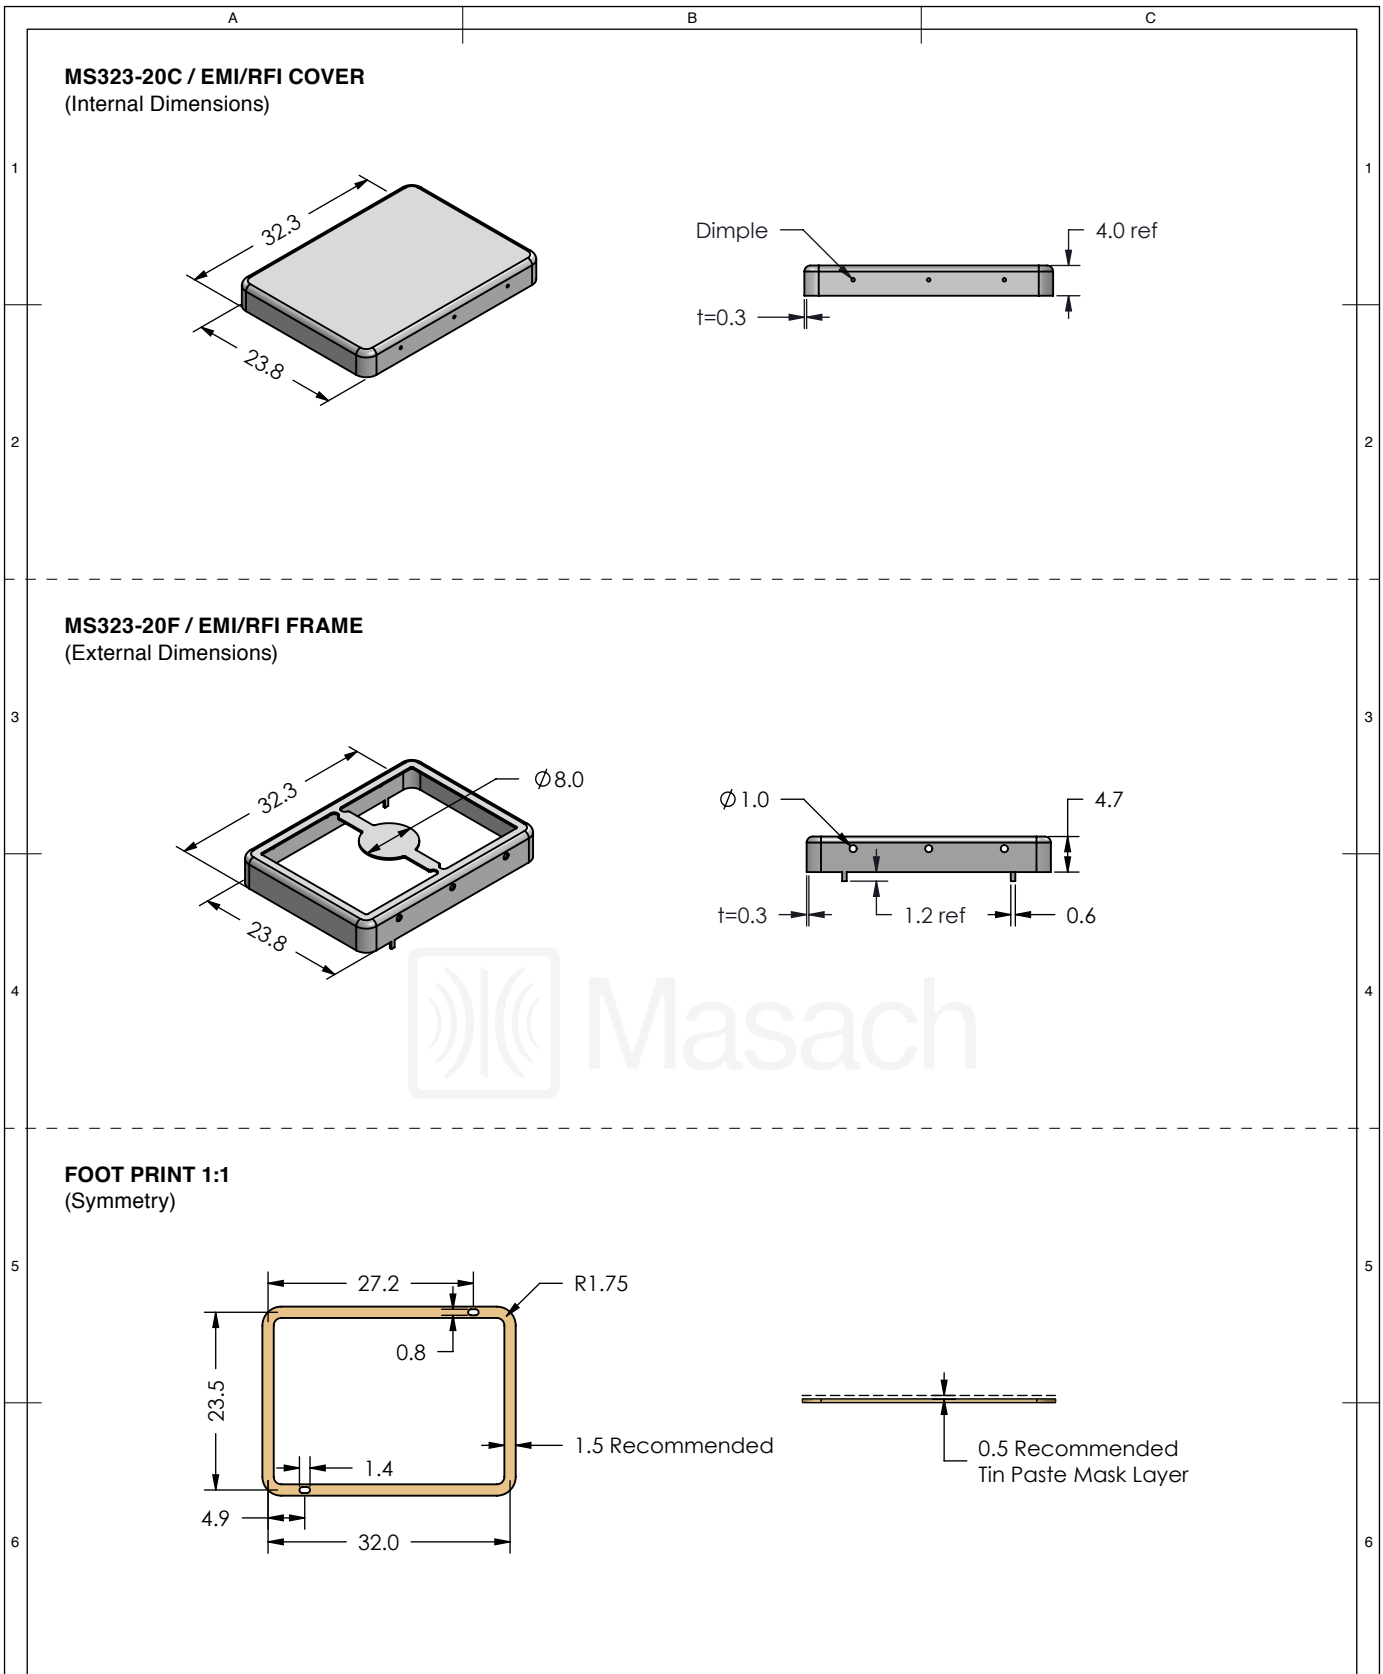 A B C
MS323-20C / EMI/RFI COVER
(Internal Dimensions)
1 1
32.3
23.8
Dimple
4.0 ref
t=0.3
2 2
MS323-20F / EMI/RFI FRAME
(External Dimensions)
3 3
32.3
23.8
∅8.0
∅1.0
4.7
t=0.3
1.2 ref
0.6
Masach
4 4
FOOT PRINT 1:1
(Symmetry)
5 5
27.2
R1.75
0.8
23.5
1.5 Recommended
1.4
4.9
32.0
0.5 Recommended
Tin Paste Mask Layer
6 6